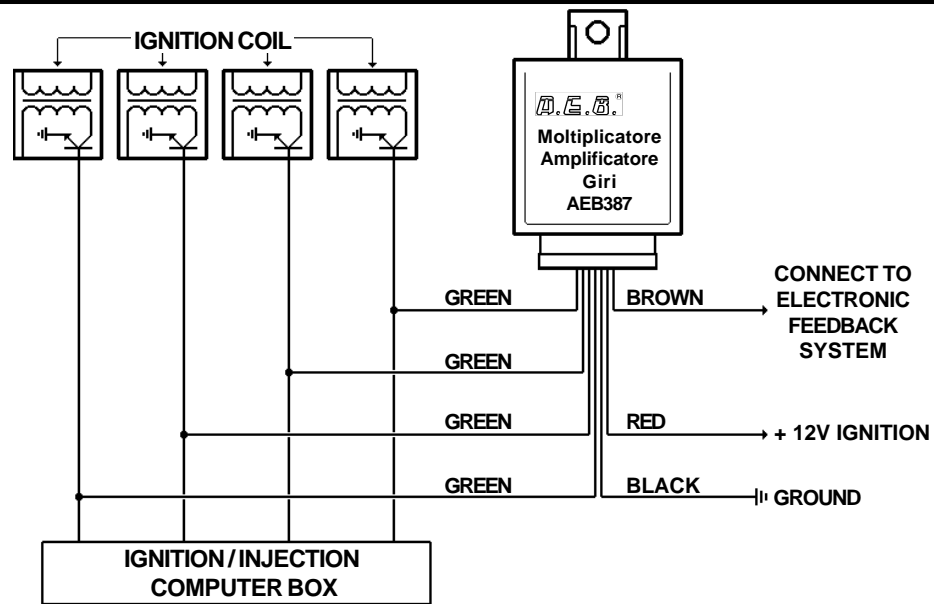 IGNITION COIL
A.E.B.®
Moltiplicatore
Amplificatore
Giri
AEB387
GREEN
BROWN
CONNECT TO
ELECTRONIC
FEEDBACK
SYSTEM
GREEN
GREEN
RED
+ 12V IGNITION
GREEN
BLACK
GROUND
IGNITION / INJECTION
COMPUTER BOX